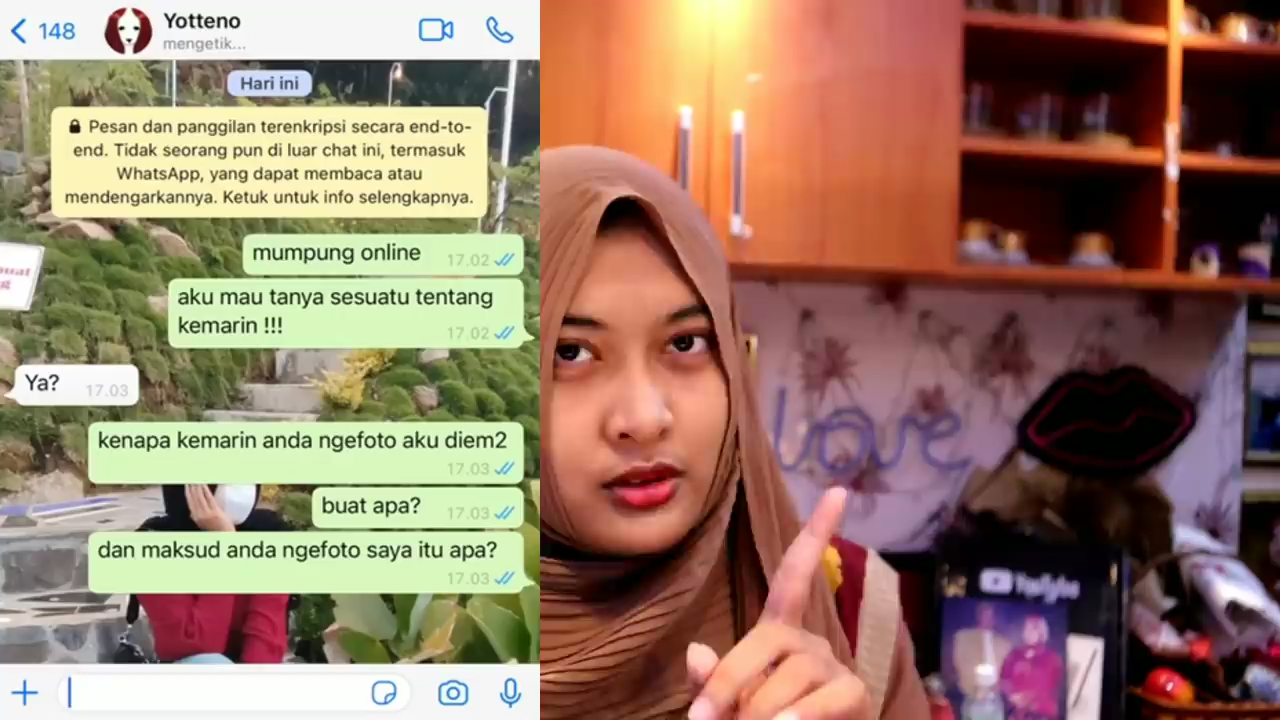 148
Yotteno
mengetik...
Hari ini
Pesan dan panggilan terenkripsi secara end-to-
end. Tidak seorang pun di luar chat ini, termasuk
WhatsApp, yang dapat membaca atau
mendengarkannya. Ketuk untuk info selengkapnya.
mumpung online
17.02
aku mau tanya sesuatu tentang
kemarin !!!
17.02
Ya?
17.03
kenapa kemarin anda ngefoto aku diem2
17.03
buat apa?
17.03
dan maksud anda ngefoto saya itu apa?
17.03
love